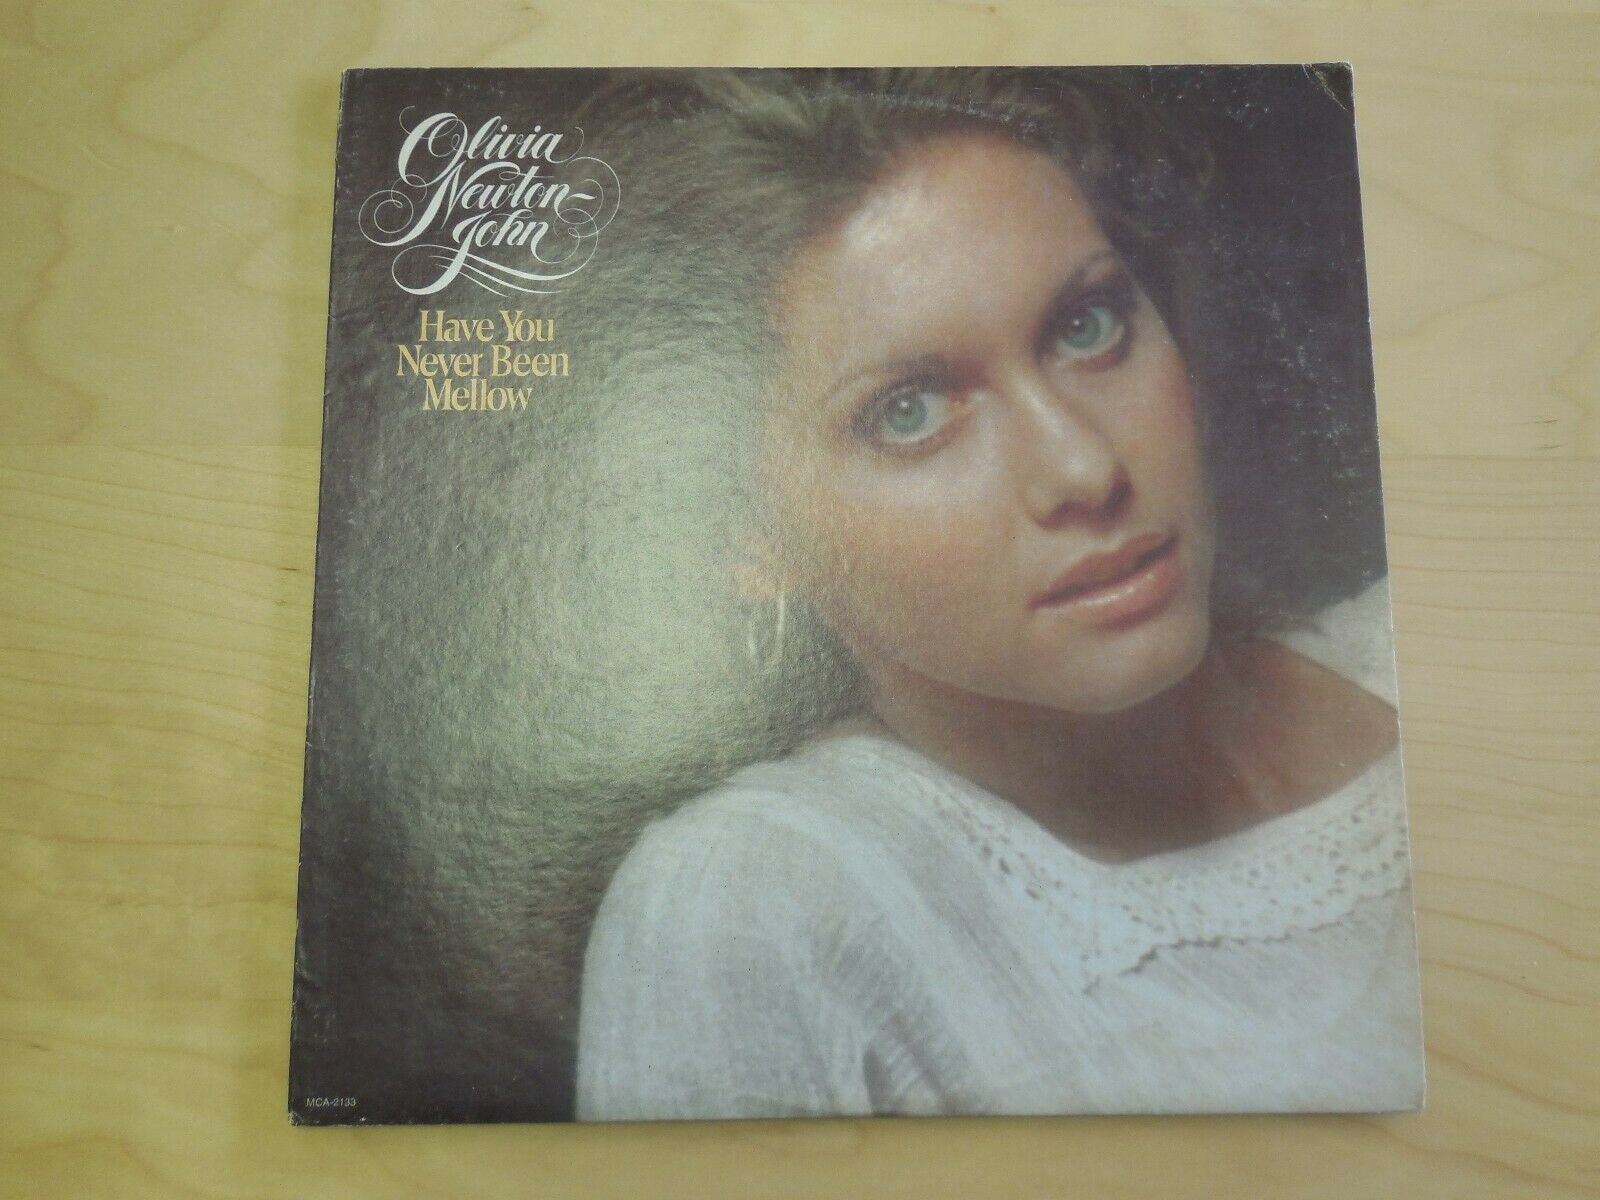 Olivia
Newton-
John
Have You
Never Been
Mellow
MCA-2133